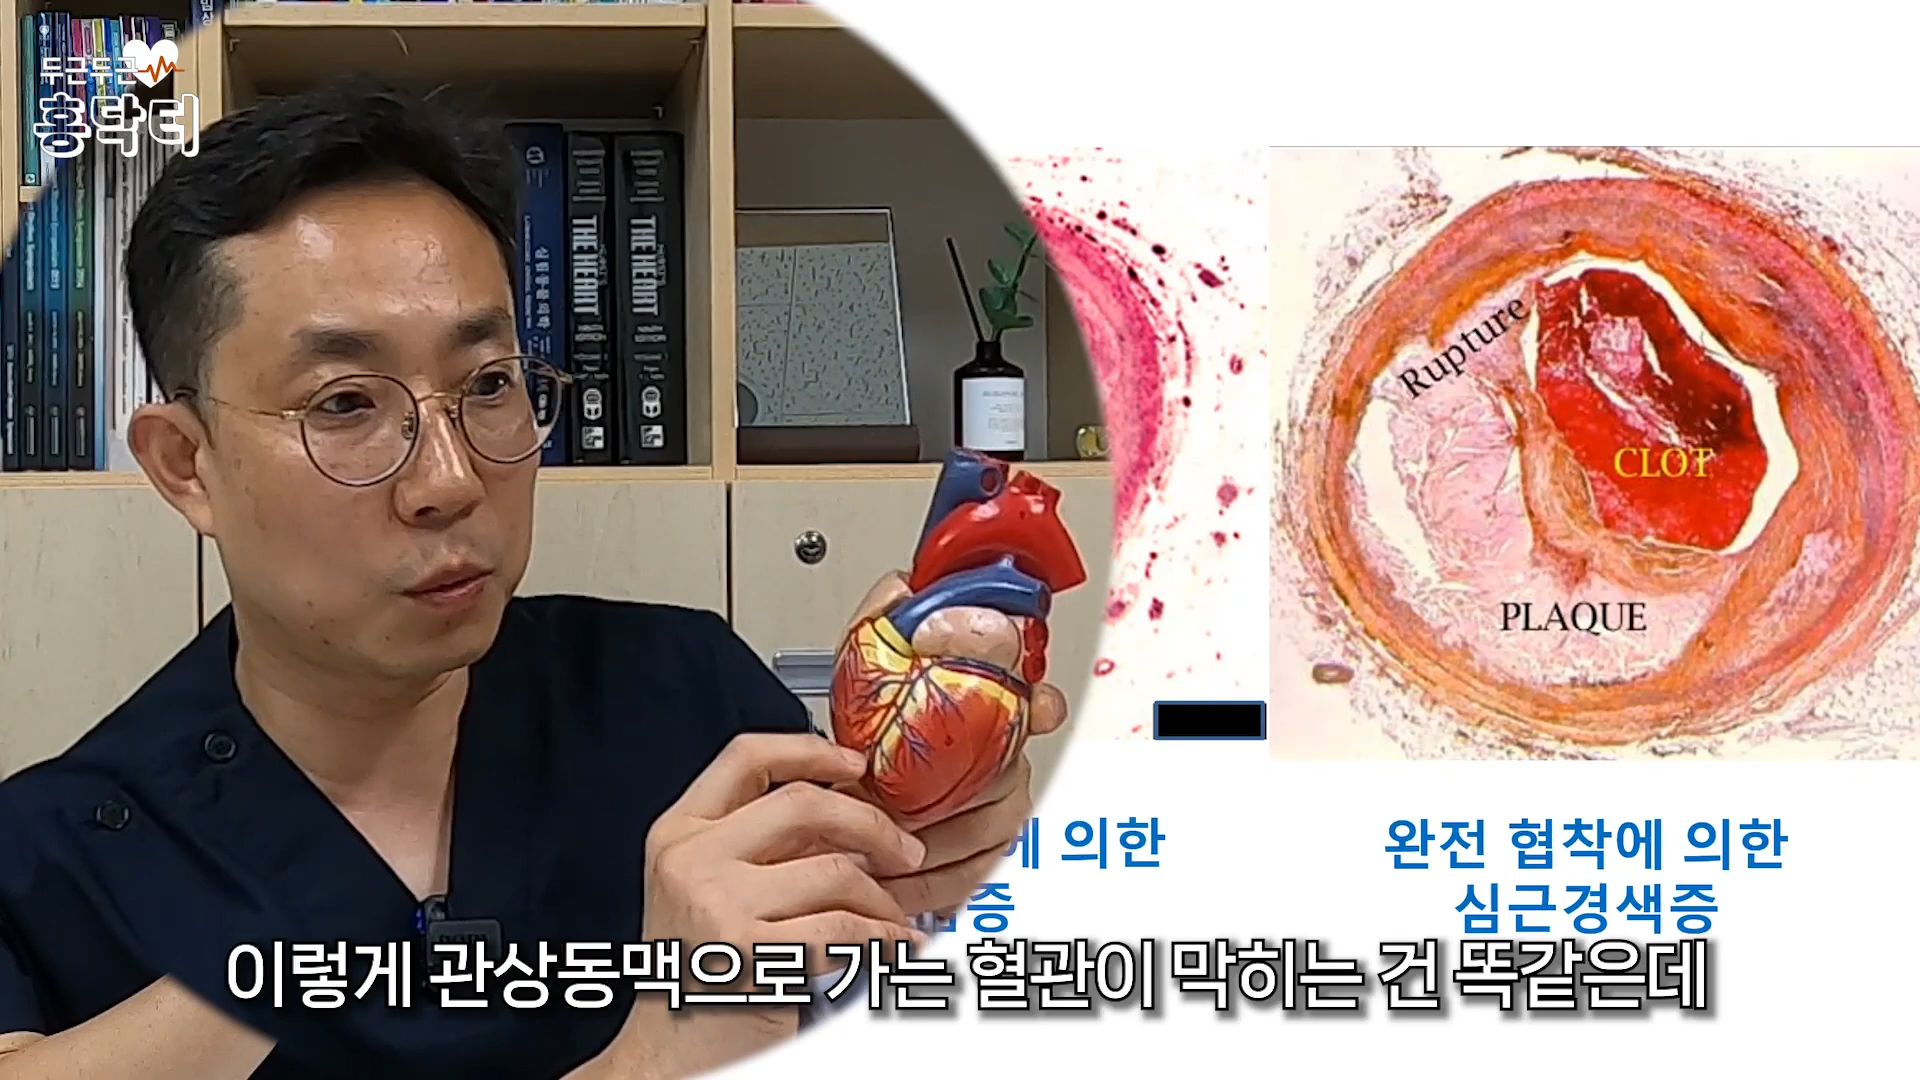 두근두근
홍닥터
THE HEART
THE HEART
Rupture
CLOT
PLAQUE
에 의한
증
완전 협착에 의한
심근경색증
이렇게 관상동맥으로 가는 혈관이 막히는 건 똑같은데